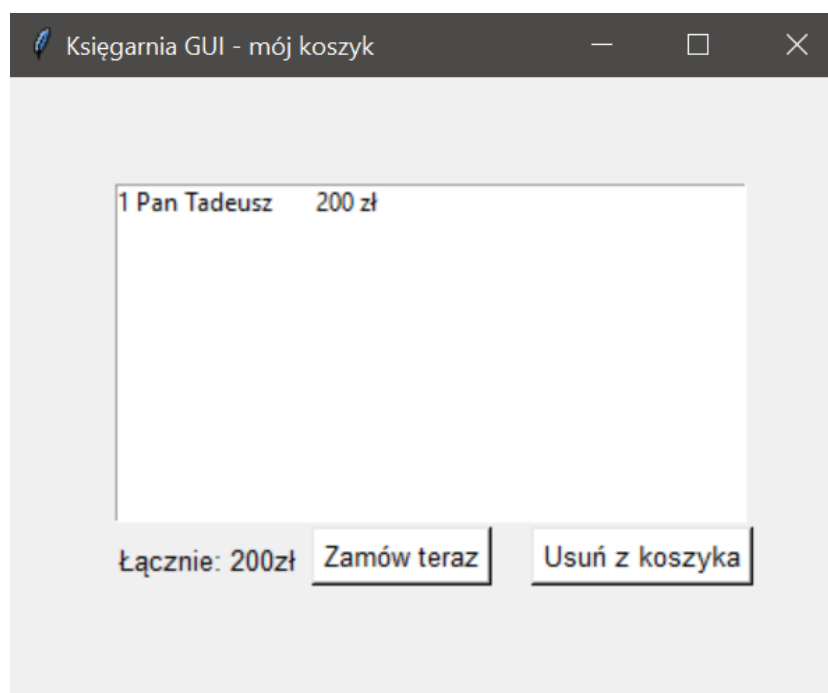 Księgarnia GUI - mój koszyk
1 Pan Tadeusz 200 zł
Łącznie: 200zł Zamów teraz Usuń z koszyka